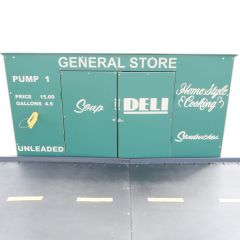 GENERAL STORE
PUMP 1
PRICE 15.00
GALLONS 4.5
UNLEADED
Soup
DELI
Home Style
Cooking
Sandwiches